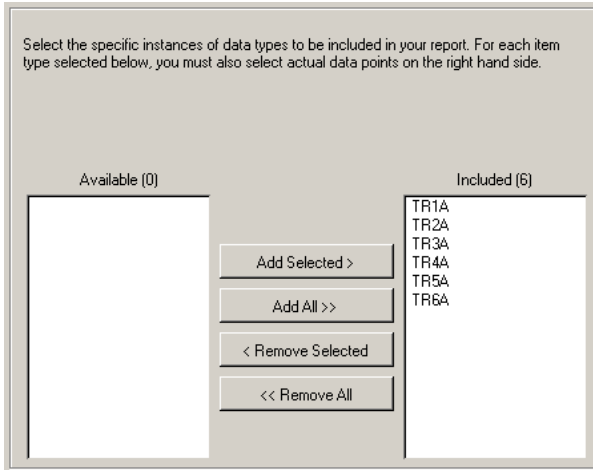 Select the specific instances of data types to be included in your report. For each item
type selected below, you must also select actual data points on the right hand side.
Available (0)
Included (6)
TR1A
TR2A
TR3A
TR4A
TR5A
TR6A
Add Selected >
Add All >>
< Remove Selected
<< Remove All